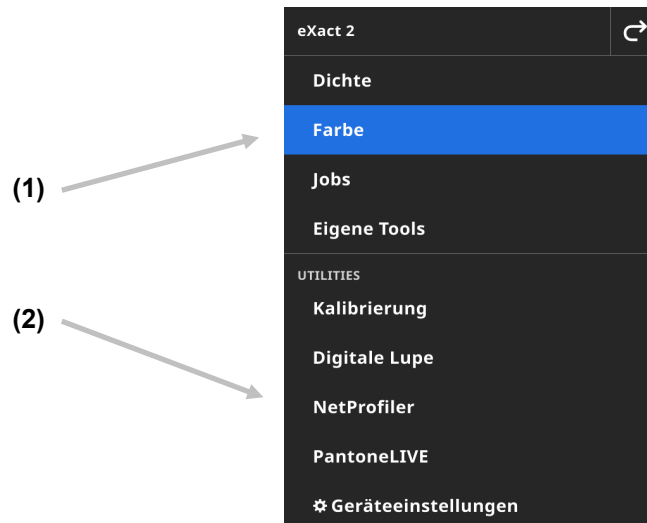 eXact 2
Dichte
(1)
Farbe
Jobs
Eigene Tools
UTILITIES
(2)
Kalibrierung
Digitale Lupe
NetProfiler
PantoneLIVE
Geräteeinstellungen